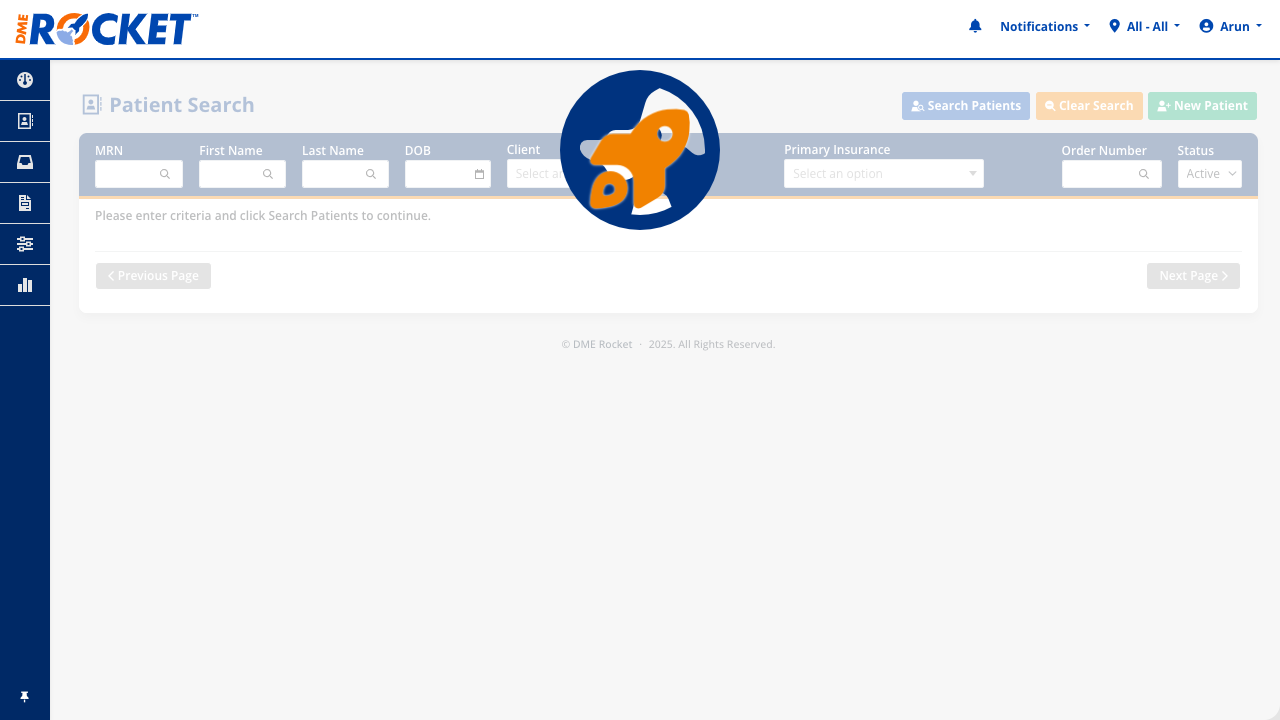 DME ROCKET™
Notifications
All - All
Arun
Patient Search
Search Patients
Clear Search
New Patient
MRN
First Name
Last Name
DOB
Client
Primary Insurance
Order Number
Status
Select an
Select an option
Active
Please enter criteria and click Search Patients to continue.
Previous Page
Next Page
© DME Rocket · 2025. All Rights Reserved.